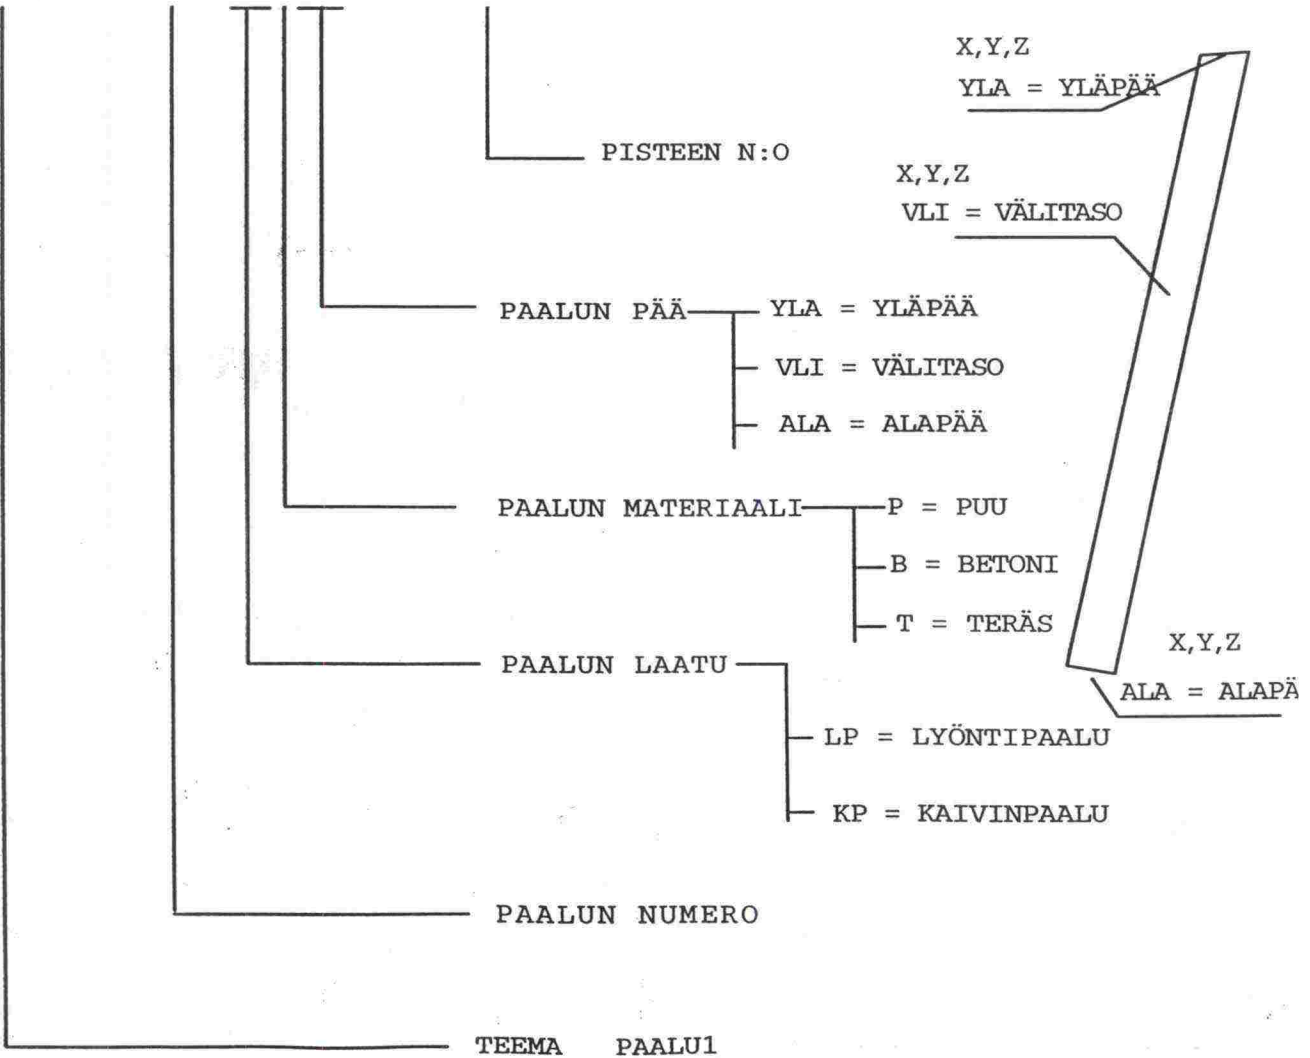 X,Y,Z
YLA = YLÄPÄÄ
PISTEEN N:O
X,Y,Z
VLI = VÄLITASO
PAALUN PÄÄ
YLA = YLÄPÄÄ
VLI = VÄLITASO
ALA = ALAPÄÄ
PAALUN MATERIAALI
P = PUU
B = BETONI
T = TERÄS
X,Y,Z
ALA = ALAPÄ
PAALUN LAATU
LP = LYÖNTIPAALU
KP = KAIVINPAALU
PAALUN NUMERO
TEEMA PAALU1